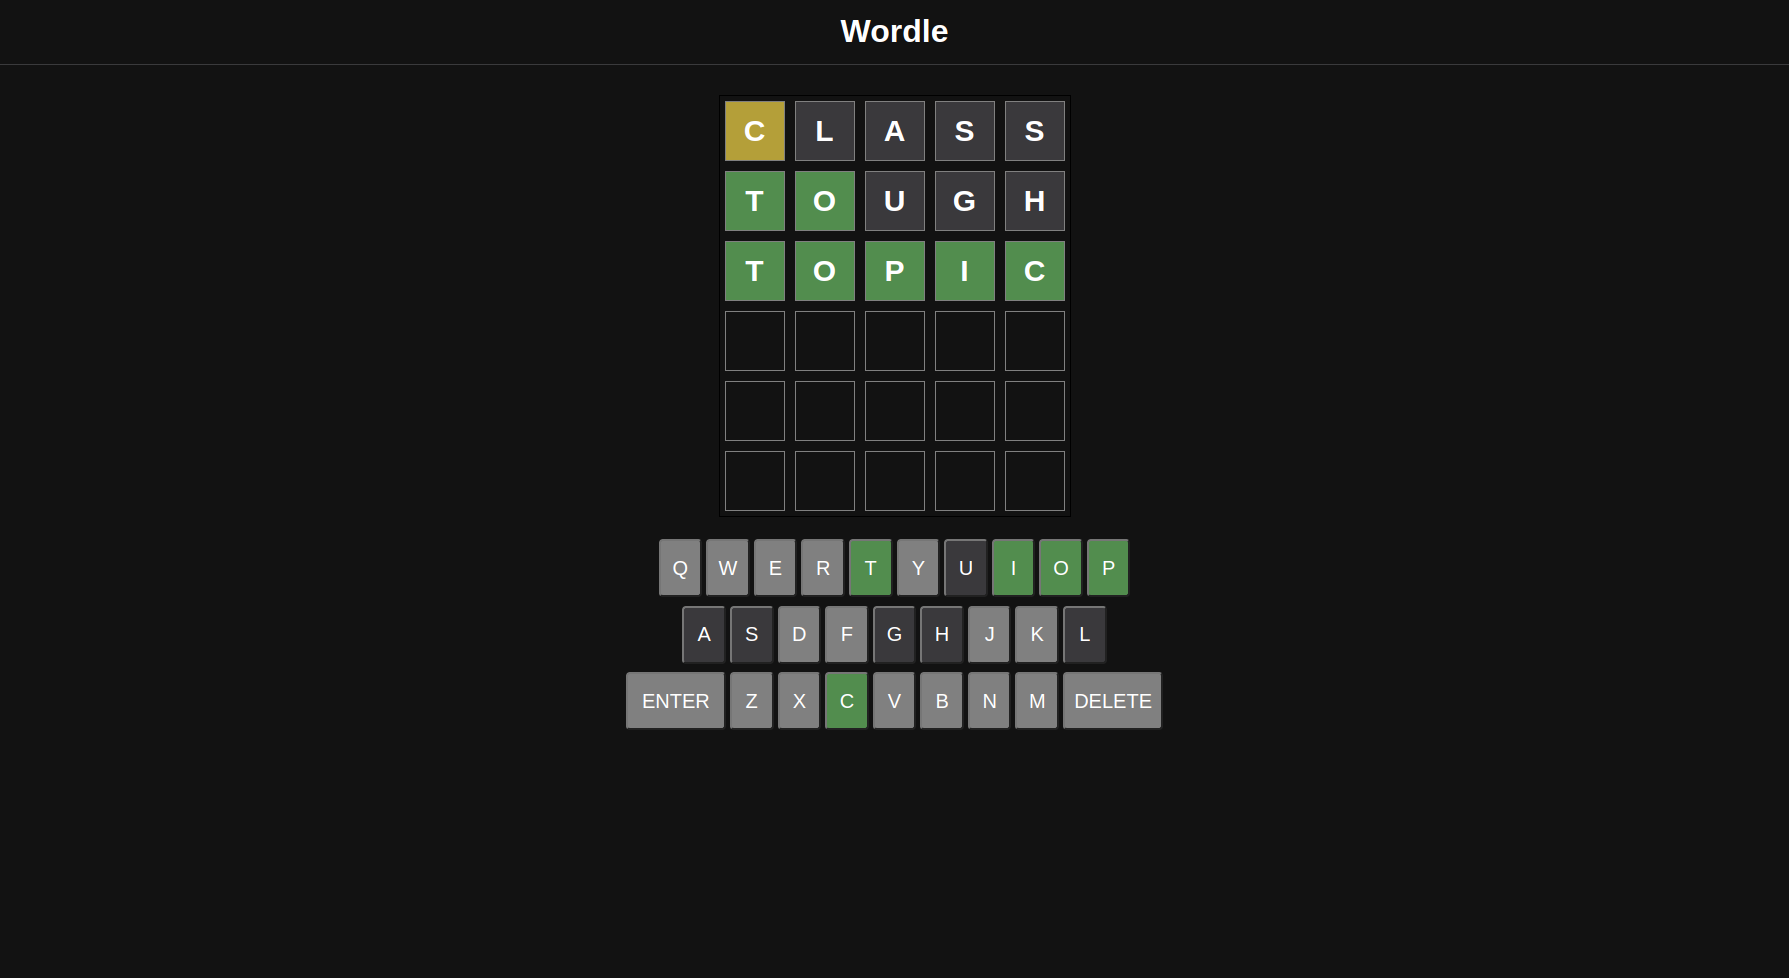 Wordle
C L A S S
T O U G H
T O P I C
Q W E R T Y U I O P
A S D F G H J K L
ENTER Z X C V B N M DELETE